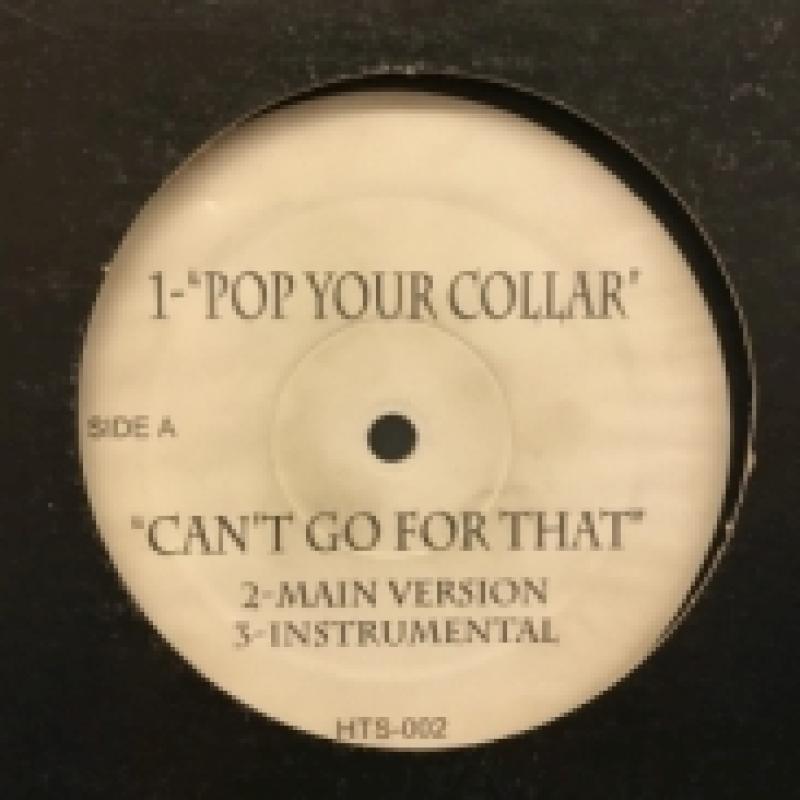 1-"POP YOUR COLLAR"
SIDE A
"CAN'T GO FOR THAT"
2-MAIN VERSION
3-INSTRUMENTAL
HTS-002